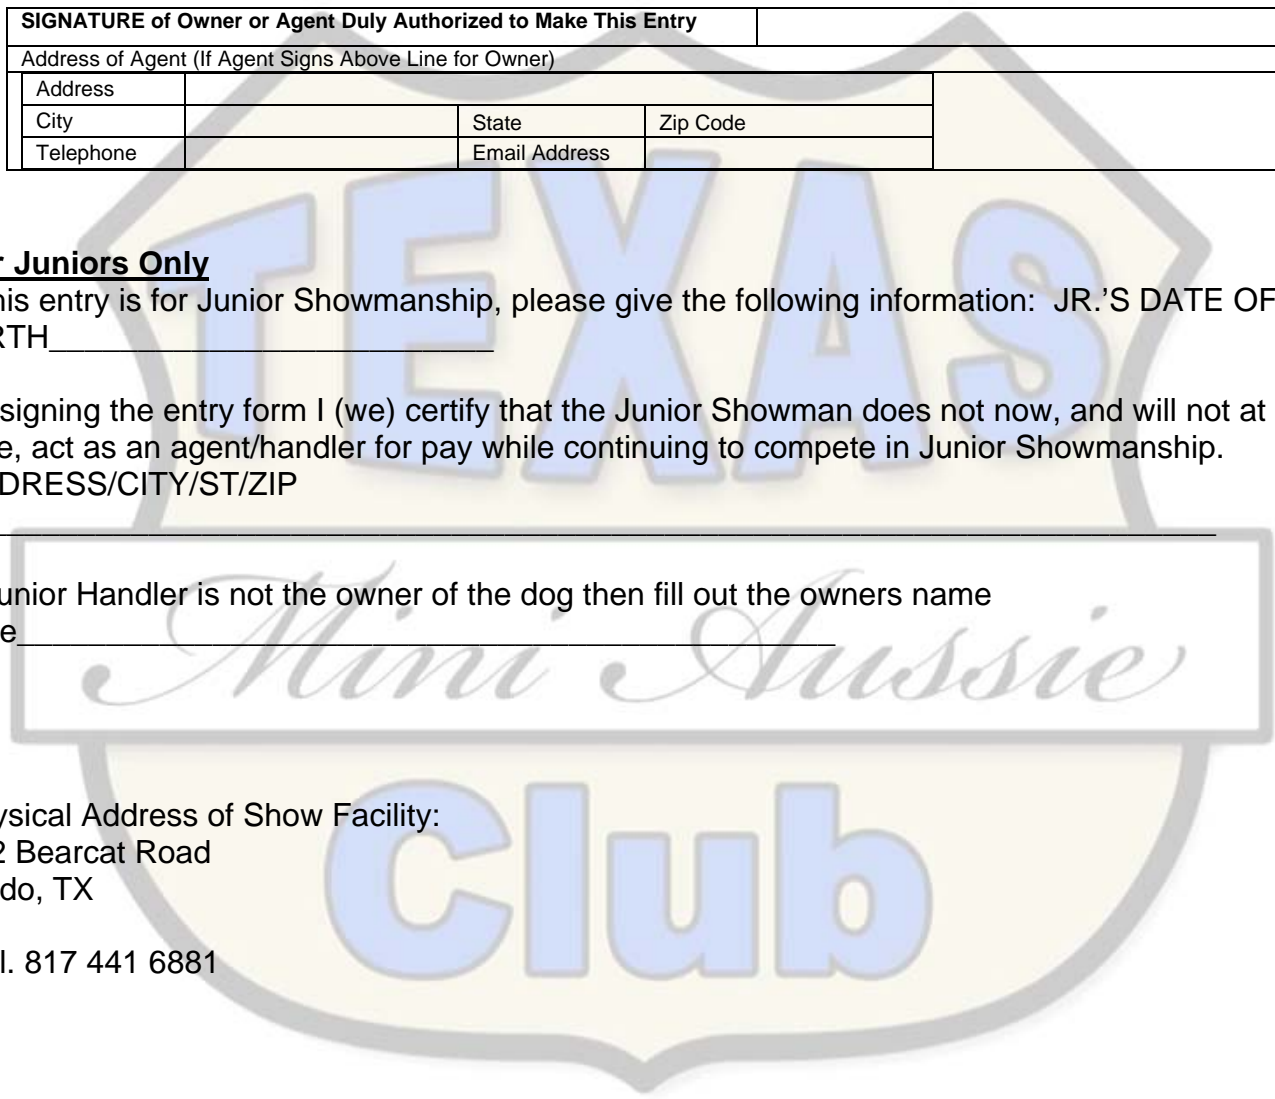 SIGNATURE of Owner or Agent Duly Authorized to Make This Entry
Address of Agent (If Agent Signs Above Line for Owner)
Address
City State Zip Code
Telephone Email Address
r Juniors Only
his entry is for Junior Showmanship, please give the following information: JR.'S DATE OF
RTH_________________________
signing the entry form I (we) certify that the Junior Showman does not now, and will not at
e, act as an agent/handler for pay while continuing to compete in Junior Showmanship.
DRESS/CITY/ST/ZIP
____________________________________________________________________
unior Handler is not the owner of the dog then fill out the owners name
e______________________________________________
ysical Address of Show Facility:
2 Bearcat Road
do, TX
l. 817 441 6881
TEXAS
Mini Aussie
Club